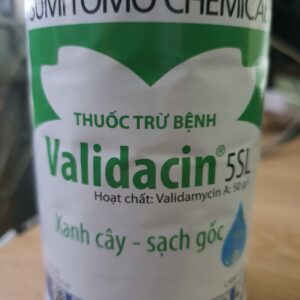 SUMITOMO CHEMICAL
THUỐC TRỪ BỆNH
Validacin® 5SL
Hoạt chất: Validamycin A: 50 g/l
Xanh cây - sạch gốc